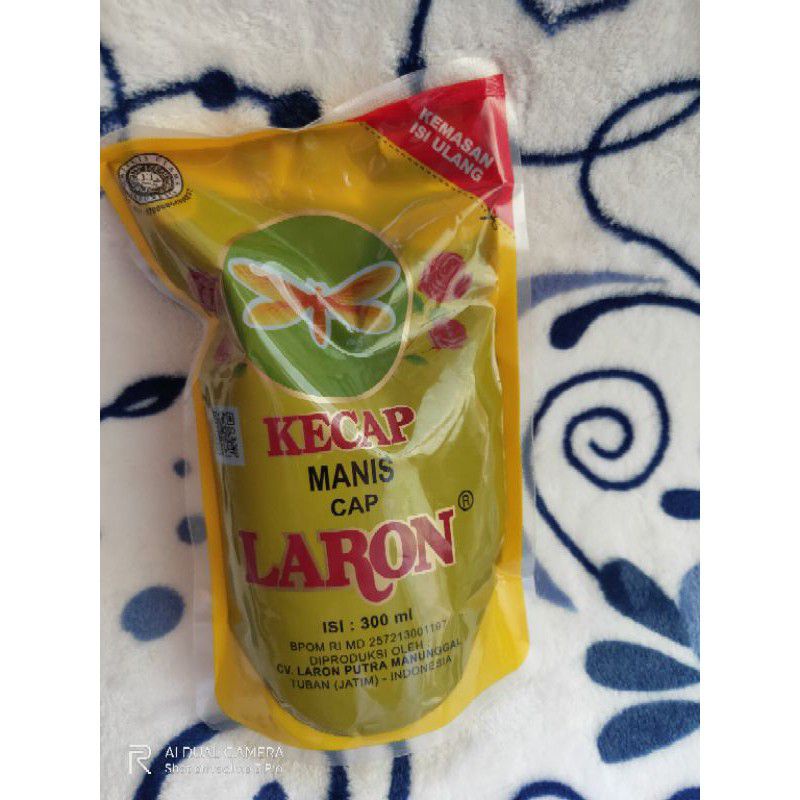 KEMASAN
ISI ULANG
KECAP
MANIS
CAP
LARON®
ISI : 300 ml
BPOM RI MD 257213001197
DIPRODUKSI OLEH :
CV. LARON PUTRA MANUNGGAL
TUBAN (JATIM) - INDONESIA
AI DUAL CAMERA